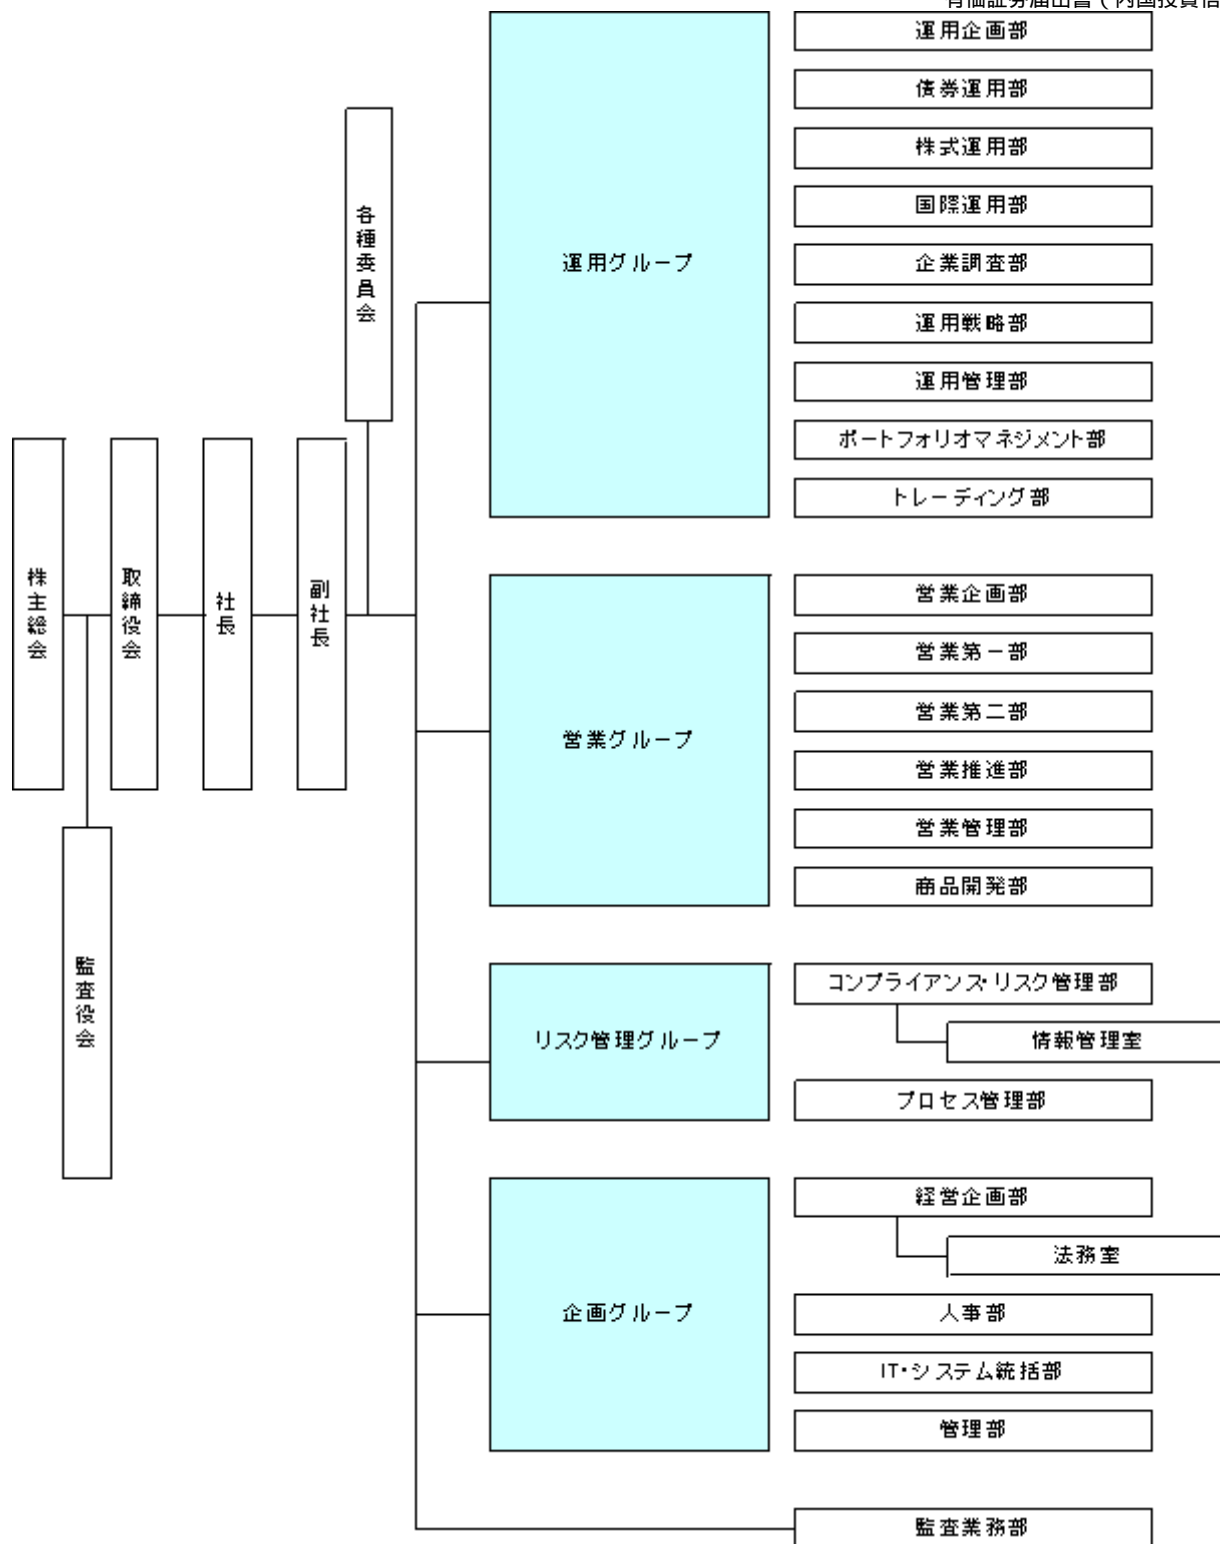 有価証券届出書（内国投資信
運用企画部
債券運用部
株式運用部
国際運用部
企業調査部
運用戦略部
運用管理部
ポートフォリオマネジメント部
トレーディング部
運用グループ
各種委員会
株主総会
取締役会
社長
副社長
監査役会
営業グループ
営業企画部
営業第一部
営業第二部
営業推進部
営業管理部
商品開発部
リスク管理グループ
コンプライアンス・リスク管理部
情報管理室
プロセス管理部
企画グループ
経営企画部
法務室
人事部
IT・システム統括部
管理部
監査業務部